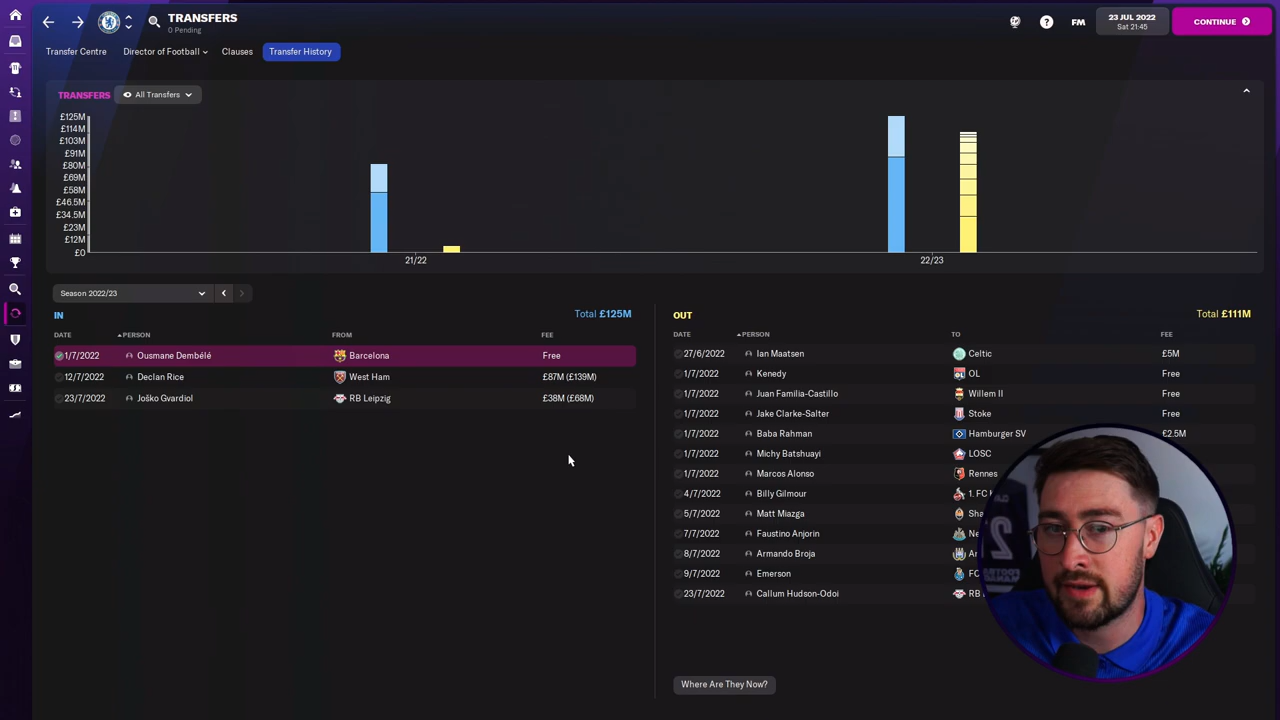 TRANSFERS
0 Pending
FM
23 JUL 2022
Sat 21:45
CONTINUE
Transfer Centre
Director of Football
Clauses
Transfer History
TRANSFERS
All Transfers
£125M
£114M
£103M
£91M
£80M
£69M
£58M
£46.5M
£34.5M
£23M
£12M
£0
21/22
22/23
Season 2022/23
IN
Total £125M
DATE PERSON FROM FEE
1/7/2022 Ousmane Dembélé Barcelona Free
12/7/2022 Declan Rice West Ham £87M (£139M)
23/7/2022 Joško Gvardiol RB Leipzig £38M (£68M)
OUT
Total £111M
DATE PERSON TO FEE
27/6/2022 Ian Maatsen Celtic £5M
1/7/2022 Kenedy OL Free
1/7/2022 Juan Familia-Castillo Willem II Free
1/7/2022 Jake Clarke-Salter Stoke Free
1/7/2022 Baba Rahman Hamburger SV £2.5M
1/7/2022 Michy Batshuayi LOSC
1/7/2022 Marcos Alonso Rennes
4/7/2022 Billy Gilmour 1. FC
5/7/2022 Matt Miazga Sha
7/7/2022 Faustino Anjorin Ne
8/7/2022 Armando Broja
9/7/2022 Emerson FC
23/7/2022 Callum Hudson-Odoi RB
Where Are They Now?